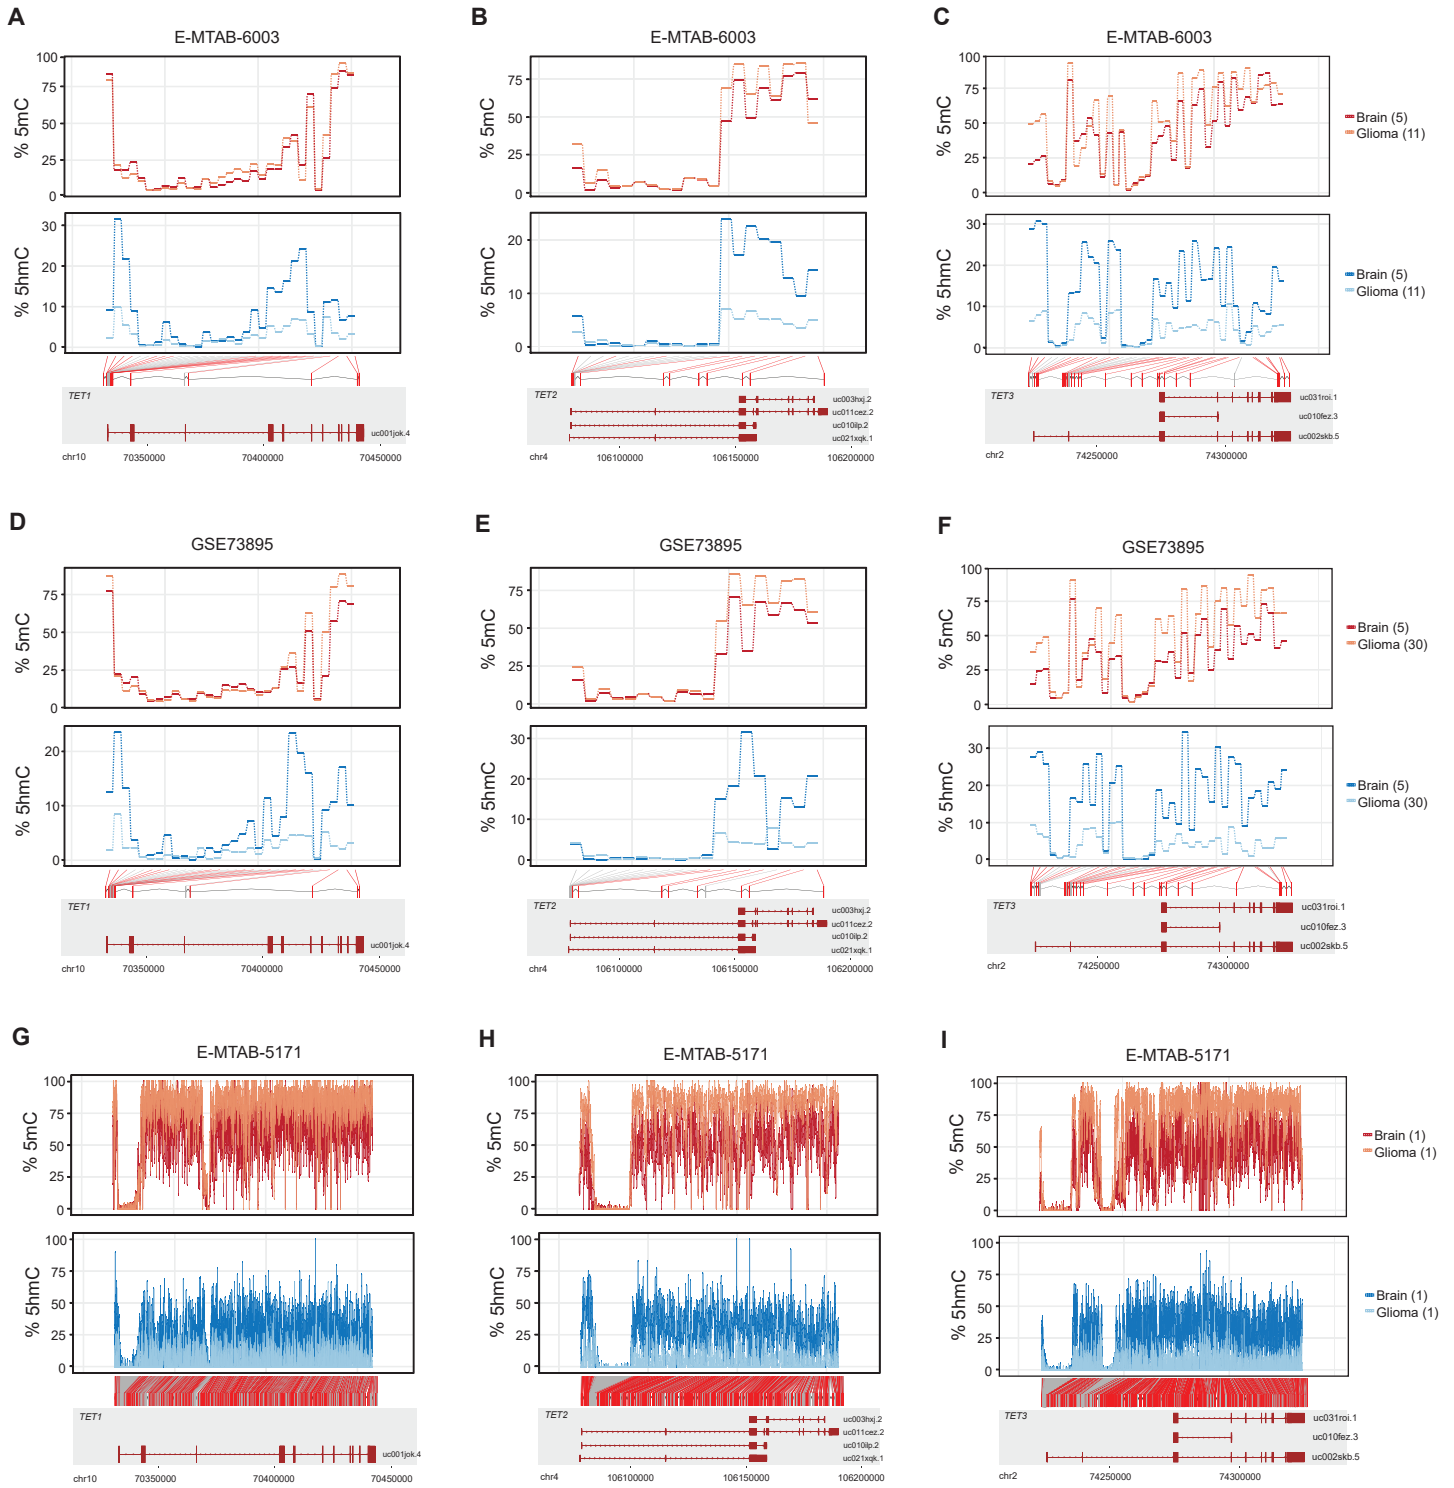 A
B
C
E-MTAB-6003
E-MTAB-6003
E-MTAB-6003
% 5mC
100
75
50
25
0
% 5hmC
30
20
10
0
TET1
uc001jok.4
chr10
70350000
70400000
70450000
% 5mC
75
50
25
0
% 5hmC
20
10
0
TET2
uc003hxj.2
uc011cez.2
uc010ilp.2
uc021xqk.1
chr4
106100000
106150000
106200000
% 5mC
100
75
50
25
0
Brain (5)
Glioma (11)
% 5hmC
30
20
10
0
Brain (5)
Glioma (11)
TET3
uc031roi.1
uc010fez.3
uc002skb.5
chr2
74250000
74300000
D
E
F
GSE73895
GSE73895
GSE73895
% 5mC
75
50
25
0
% 5hmC
20
10
0
TET1
uc001jok.4
chr10
70350000
70400000
70450000
% 5mC
75
50
25
0
% 5hmC
30
20
10
0
TET2
uc003hxj.2
uc011cez.2
uc010ilp.2
uc021xqk.1
chr4
106100000
106150000
106200000
% 5mC
100
75
50
25
0
Brain (5)
Glioma (30)
% 5hmC
30
20
10
0
Brain (5)
Glioma (30)
TET3
uc031roi.1
uc010fez.3
uc002skb.5
chr2
74250000
74300000
G
H
I
E-MTAB-5171
E-MTAB-5171
E-MTAB-5171
% 5mC
100
75
50
25
0
% 5hmC
100
75
50
25
0
TET1
uc001jok.4
chr10
70350000
70400000
70450000
% 5mC
100
75
50
25
0
% 5hmC
100
75
50
25
0
TET2
uc003hxj.2
uc011cez.2
uc010ilp.2
uc021xqk.1
chr4
106100000
106150000
106200000
% 5mC
100
75
50
25
0
Brain (1)
Glioma (1)
% 5hmC
100
75
50
25
0
Brain (1)
Glioma (1)
TET3
uc031roi.1
uc010fez.3
uc002skb.5
chr2
74250000
74300000